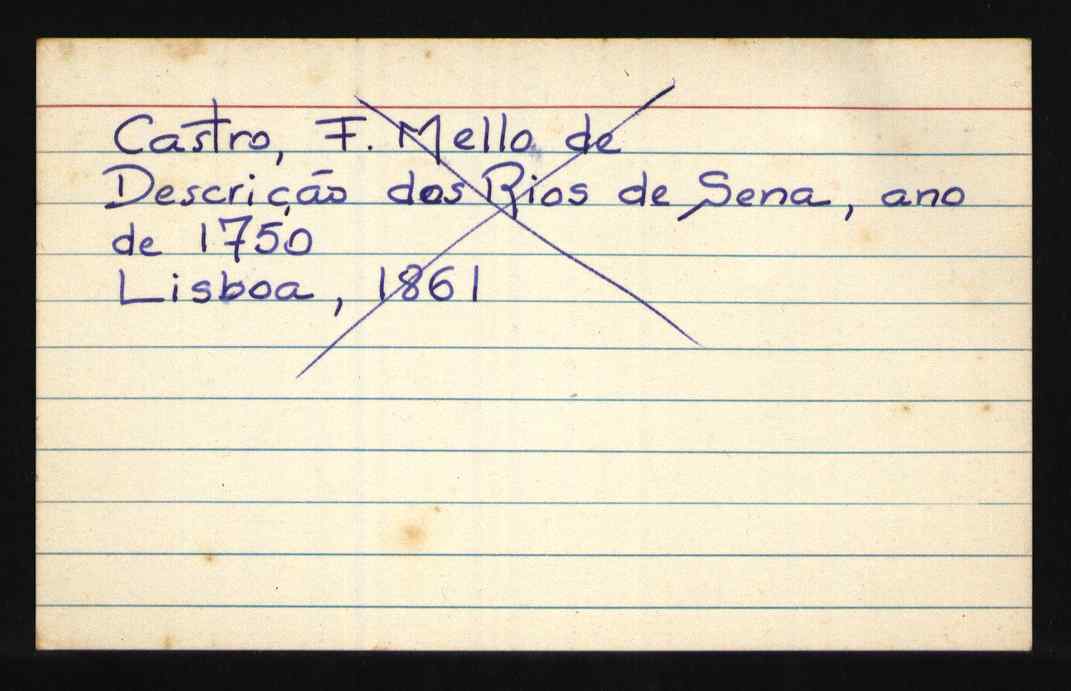 Castro, F. Mello de
Descrição dos Rios de Sena, ano
de 1750
Lisboa, 1861